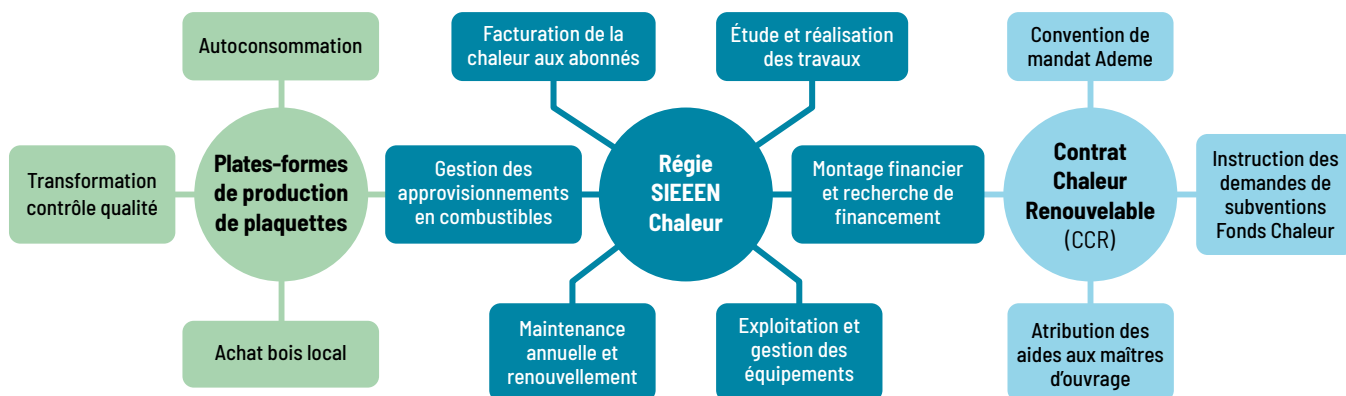 Autoconsommation
Transformation
contrôle qualité
Plates-formes
de production
de plaquettes
Achat bois local
Facturation de la
chaleur aux abonnés
Étude et réalisation
des travaux
Gestion des
approvisionnements
en combustibles
Régie
SIEEEN
Chaleur
Montage financier
et recherche de
financement
Maintenance
annuelle et
renouvellement
Exploitation et
gestion des
équipements
Convention de
mandat Ademe
Contrat
Chaleur
Renouvelable
(CCR)
Instruction des
demandes de
subventions
Fonds Chaleur
Atribution des
aides aux maîtres
d'ouvrage